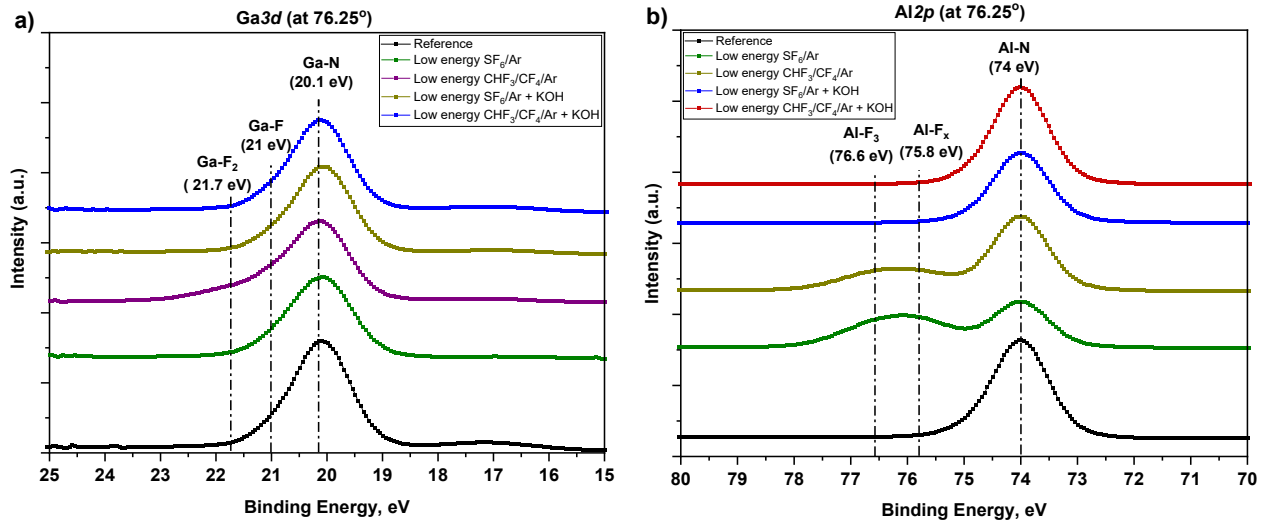 a)
Ga3d (at 76.25°)
Reference
Low energy SF6/Ar
Low energy CHF3/CF4/Ar
Low energy SF6/Ar + KOH
Low energy CHF3/CF4/Ar + KOH
Ga-N
(20.1 eV)
Ga-F
(21 eV)
Ga-F2
( 21.7 eV)
Intensity (a.u.)
25 24 23 22 21 20 19 18 17 16 15
Binding Energy, eV
b)
Al2p (at 76.25°)
Reference
Low energy SF6/Ar
Low energy CHF3/CF4/Ar
Low energy SF6/Ar + KOH
Low energy CHF3/CF4/Ar + KOH
Al-N
(74 eV)
Al-F3
(76.6 eV)
Al-Fx
(75.8 eV)
Intensity (a.u.)
80 79 78 77 76 75 74 73 72 71 70
Binding Energy, eV